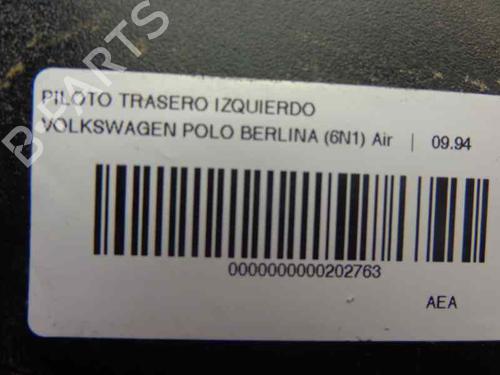 B-PARTS
PILOTO TRASERO IZQUIERDO
VOLKSWAGEN POLO BERLINA (6N1) Air | 09.94
0000000000202763
AEA